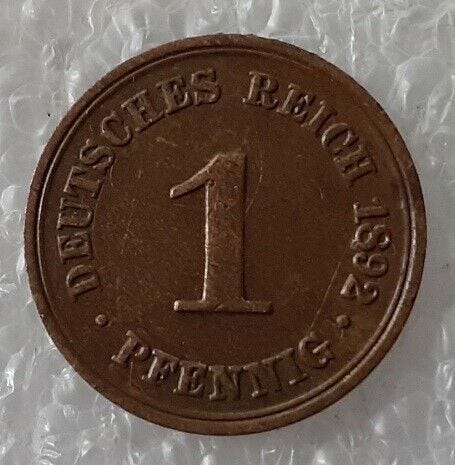 DEUTSCHES REICH 1892
1
· PFENNIG ·